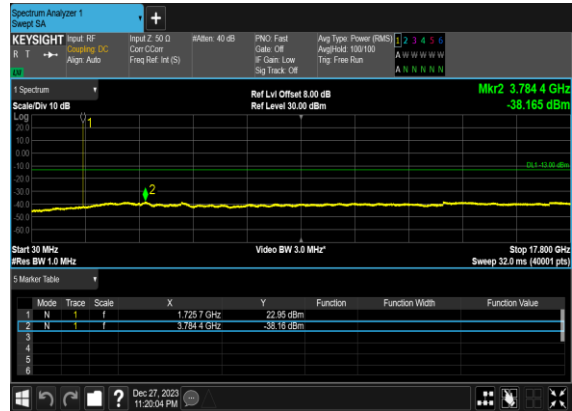 Spectrum Analyzer 1
Swept SA
+
KEYSIGHT Input: RF Input Z: 50 Ω #Atten: 40 dB PNO: Fast Avg Type: Power (RMS) 1 2 3 4 5 6
R T Coupling: DC Corr CCorr Gate: Off Avg|Hold: 100/100 A W W W W W
Align: Auto Freq Ref: Int (S) IF Gain: Low Trig: Free Run
Sig Track: Off A N N N N N
1 Spectrum Ref Lvl Offset 8.00 dB Mkr2 3.784 4 GHz
Scale/Div 10 dB Ref Level 30.00 dBm -38.165 dBm
Log
1
20.0
10.0
0.00
-10.0 DL1 -13.00 dBm
-20.0
-30.0
2
-40.0
-50.0
-60.0
Start 30 MHz Video BW 3.0 MHz* Stop 17.800 GHz
#Res BW 1.0 MHz Sweep 32.0 ms (40001 pts)
5 Marker Table
Mode Trace Scale X Y Function Function Width Function Value
1 N 1 f 1.725 7 GHz 22.95 dBm
2 N 1 f 3.784 4 GHz -38.16 dBm
3
4
5
6
? Dec 27, 2023
11:20:04 PM